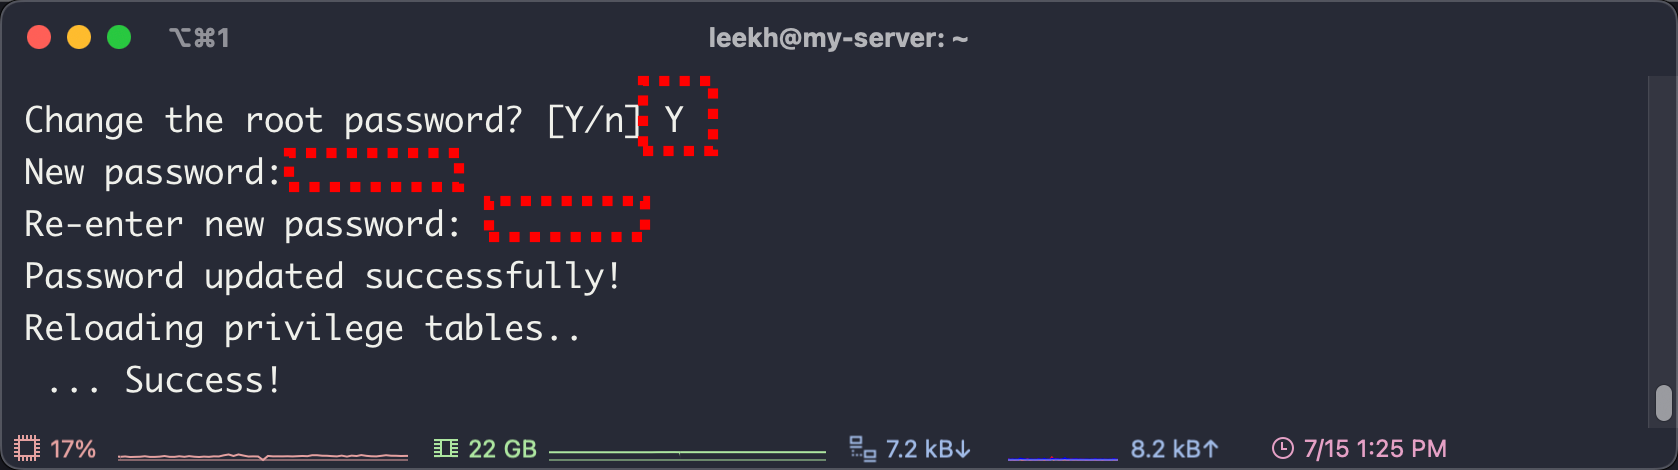 ⌥⌘1 leekh@my-server: ~
Change the root password? [Y/n] Y
New password:
Re-enter new password:
Password updated successfully!
Reloading privilege tables..
 ... Success!
17% 22 GB 7.2 kB↓ 8.2 kB↑ 7/15 1:25 PM